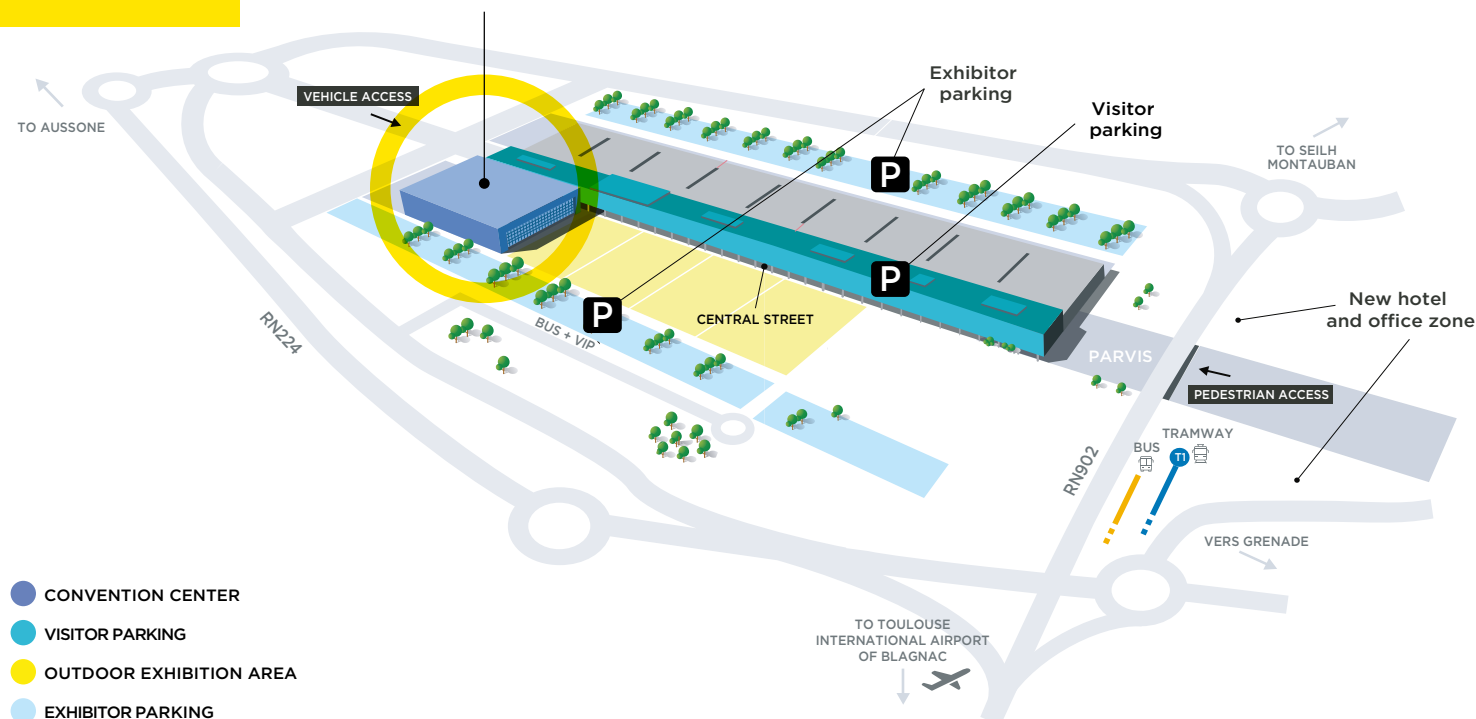 Exhibitor
parking
VEHICLE ACCESS
Visitor
parking
TO AUSSONE
TO SEILH
MONTAUBAN
P
P
P
CENTRAL STREET
New hotel
and office zone
RN224
BUS + VIP
PARVIS
PEDESTRIAN ACCESS
BUS
TRAMWAY
T1
RN902
VERS GRENADE
TO TOULOUSE
INTERNATIONAL AIRPORT
OF BLAGNAC
CONVENTION CENTER
VISITOR PARKING
OUTDOOR EXHIBITION AREA
EXHIBITOR PARKING